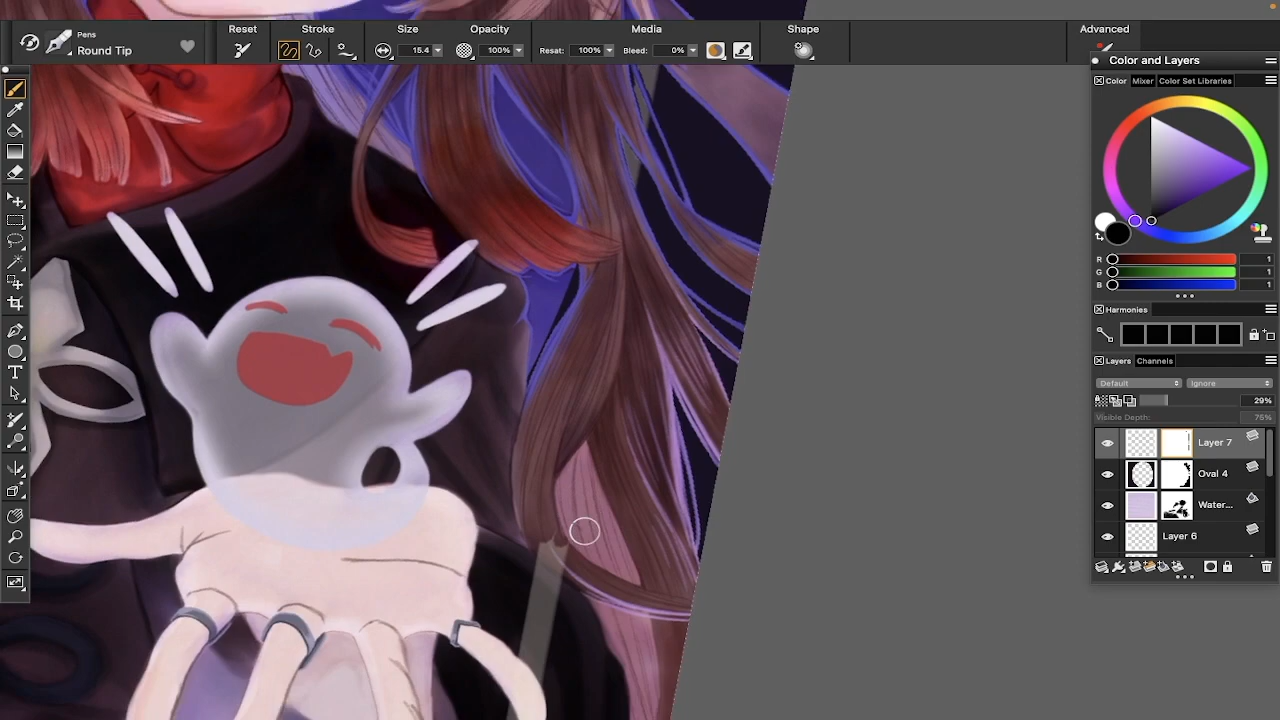 Pens
Round Tip
Reset
Stroke
Size
15.4
Opacity
100%
Media
Resat: 100% Bleed: 0%
Shape
Advanced
Color and Layers
Color Mixer Color Set Libraries
R 1
G 1
B 1
Harmonies
Layers Channels
Default Ignore
29%
Visible Depth: 75%
Layer 7
Oval 4
Water...
Layer 6
T